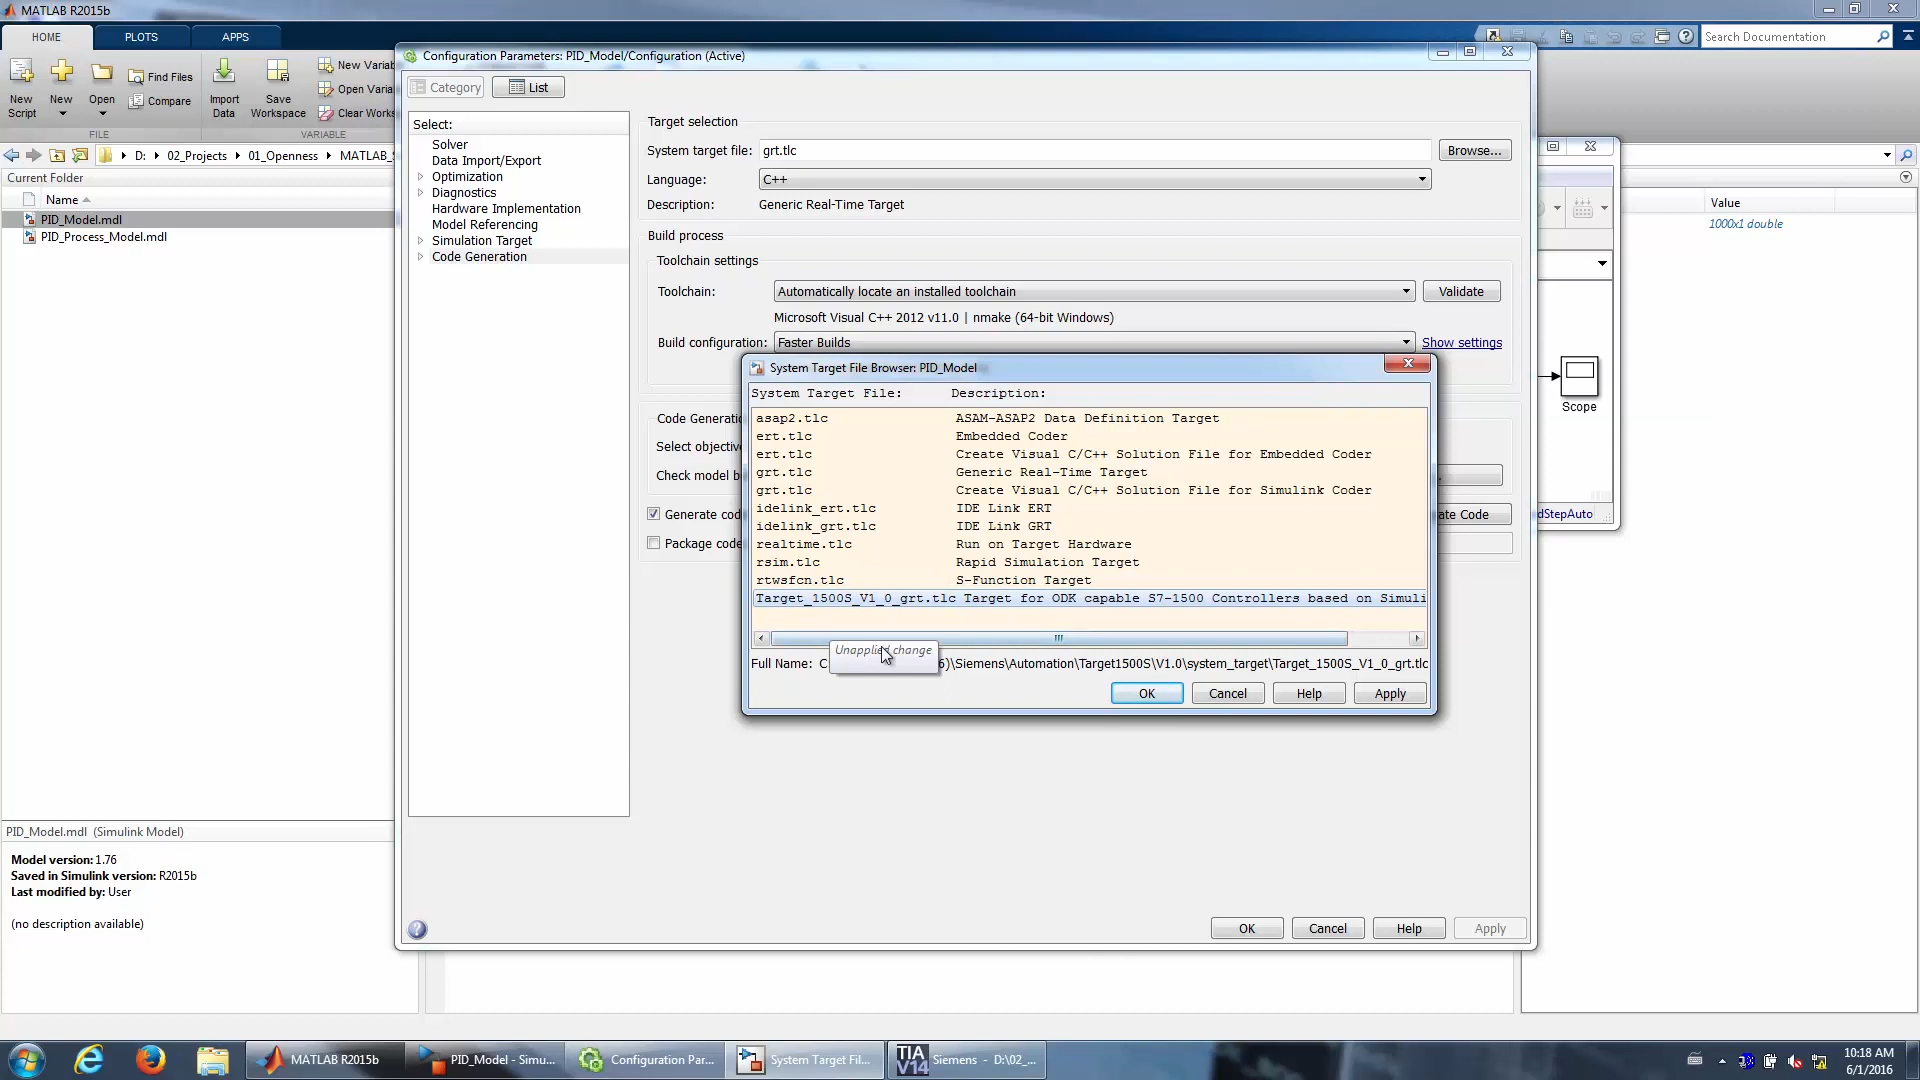 MATLAB R2015b
HOME
PLOTS
APPS
Search Documentation
New Script
New
Open
Find Files
Compare
Import Data
Save Workspace
New Variab
Open Varia
Clear Works
FILE
VARIABLE
D:
02_Projects
01_Openness
MATLAB_S
Current Folder
Name
PID_Model.mdl
PID_Process_Model.mdl
PID_Model.mdl (Simulink Model)
Model version: 1.76
Saved in Simulink version: R2015b
Last modified by: User
(no description available)
Configuration Parameters: PID_Model/Configuration (Active)
Category
List
Select:
Solver
Data Import/Export
Optimization
Diagnostics
Hardware Implementation
Model Referencing
Simulation Target
Code Generation
Target selection
System target file: grt.tlc Browse...
Language: C++
Description: Generic Real-Time Target
Build process
Toolchain settings
Toolchain: Automatically locate an installed toolchain Validate
Microsoft Visual C++ 2012 v11.0 | nmake (64-bit Windows)
Build configuration: Faster Builds Show settings
Code Generatio
Select objectiv
Check model b
Generate cod
Package code
ate Code
OK Cancel Help Apply
Value
1000x1 double
Scope
dStepAuto
System Target File Browser: PID_Model
System Target File: Description:
asap2.tlc ASAM-ASAP2 Data Definition Target
ert.tlc Embedded Coder
ert.tlc Create Visual C/C++ Solution File for Embedded Coder
grt.tlc Generic Real-Time Target
grt.tlc Create Visual C/C++ Solution File for Simulink Coder
idelink_ert.tlc IDE Link ERT
idelink_grt.tlc IDE Link GRT
realtime.tlc Run on Target Hardware
rsim.tlc Rapid Simulation Target
rtwsfcn.tlc S-Function Target
Target_1500S_V1_0_grt.tlc Target for ODK capable S7-1500 Controllers based on Simuli
Unapplied change
Full Name: C: 6)\Siemens\Automation\Target1500S\V1.0\system_target\Target_1500S_V1_0_grt.tlc
OK Cancel Help Apply
MATLAB R2015b
PID_Model - Simu...
Configuration Par...
System Target Fil...
TIA V14
Siemens - D:\02_...
10:18 AM
6/1/2016